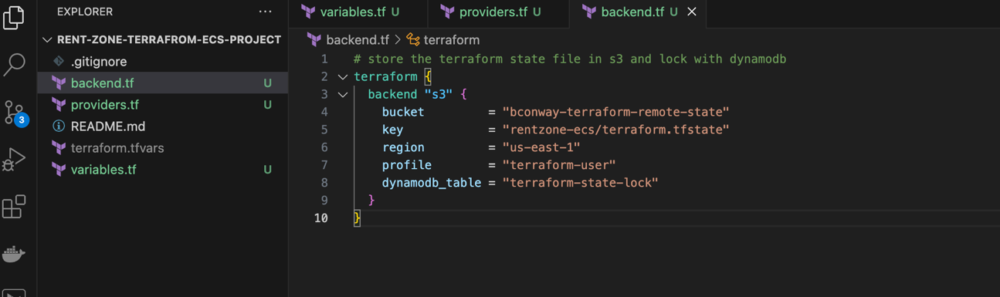 EXPLORER ...
RENT-ZONE-TERRAFROM-ECS-PROJECT
.gitignore
backend.tf U
providers.tf U
README.md
terraform.tfvars
variables.tf U
3
variables.tf U providers.tf U backend.tf U
backend.tf > terraform
1 # store the terraform state file in s3 and lock with dynamodb
2 terraform {
3 backend "s3" {
4 bucket = "bconway-terraform-remote-state"
5 key = "rentzone-ecs/terraform.tfstate"
6 region = "us-east-1"
7 profile = "terraform-user"
8 dynamodb_table = "terraform-state-lock"
9 }
10 }